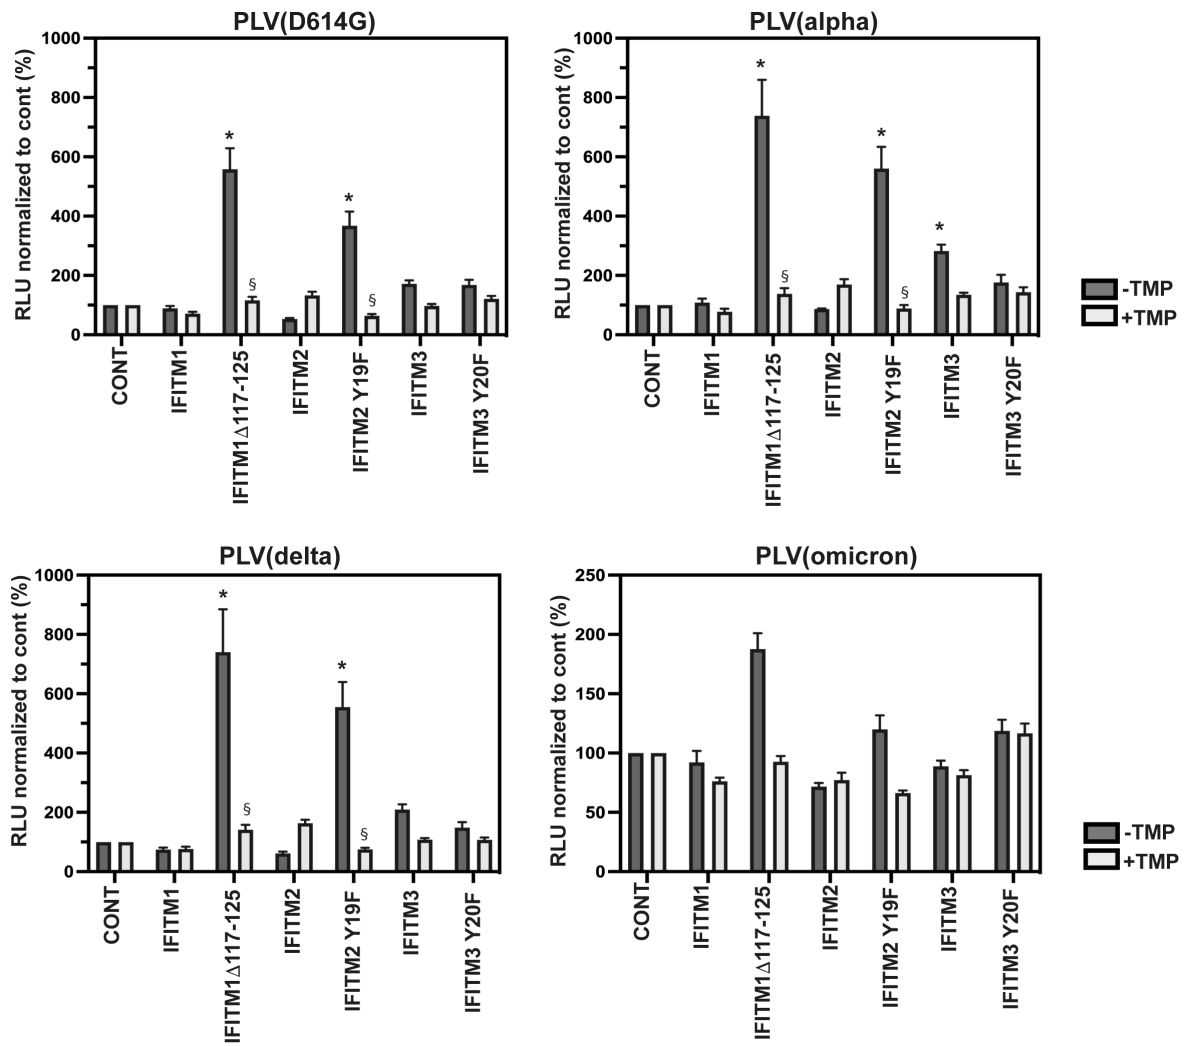 PLV(D614G)
RLU normalized to cont (%)
1000
800
600
400
200
0
*
§
*
§
CONT
IFITM1
IFITM1Δ117-125
IFITM2
IFITM2 Y19F
IFITM3
IFITM3 Y20F
PLV(alpha)
RLU normalized to cont (%)
1000
800
600
400
200
0
*
§
*
§
*
CONT
IFITM1
IFITM1Δ117-125
IFITM2
IFITM2 Y19F
IFITM3
IFITM3 Y20F
-TMP
+TMP
PLV(delta)
RLU normalized to cont (%)
1000
800
600
400
200
0
*
§
*
§
CONT
IFITM1
IFITM1Δ117-125
IFITM2
IFITM2 Y19F
IFITM3
IFITM3 Y20F
PLV(omicron)
RLU normalized to cont (%)
250
200
150
100
50
0
CONT
IFITM1
IFITM1Δ117-125
IFITM2
IFITM2 Y19F
IFITM3
IFITM3 Y20F
-TMP
+TMP